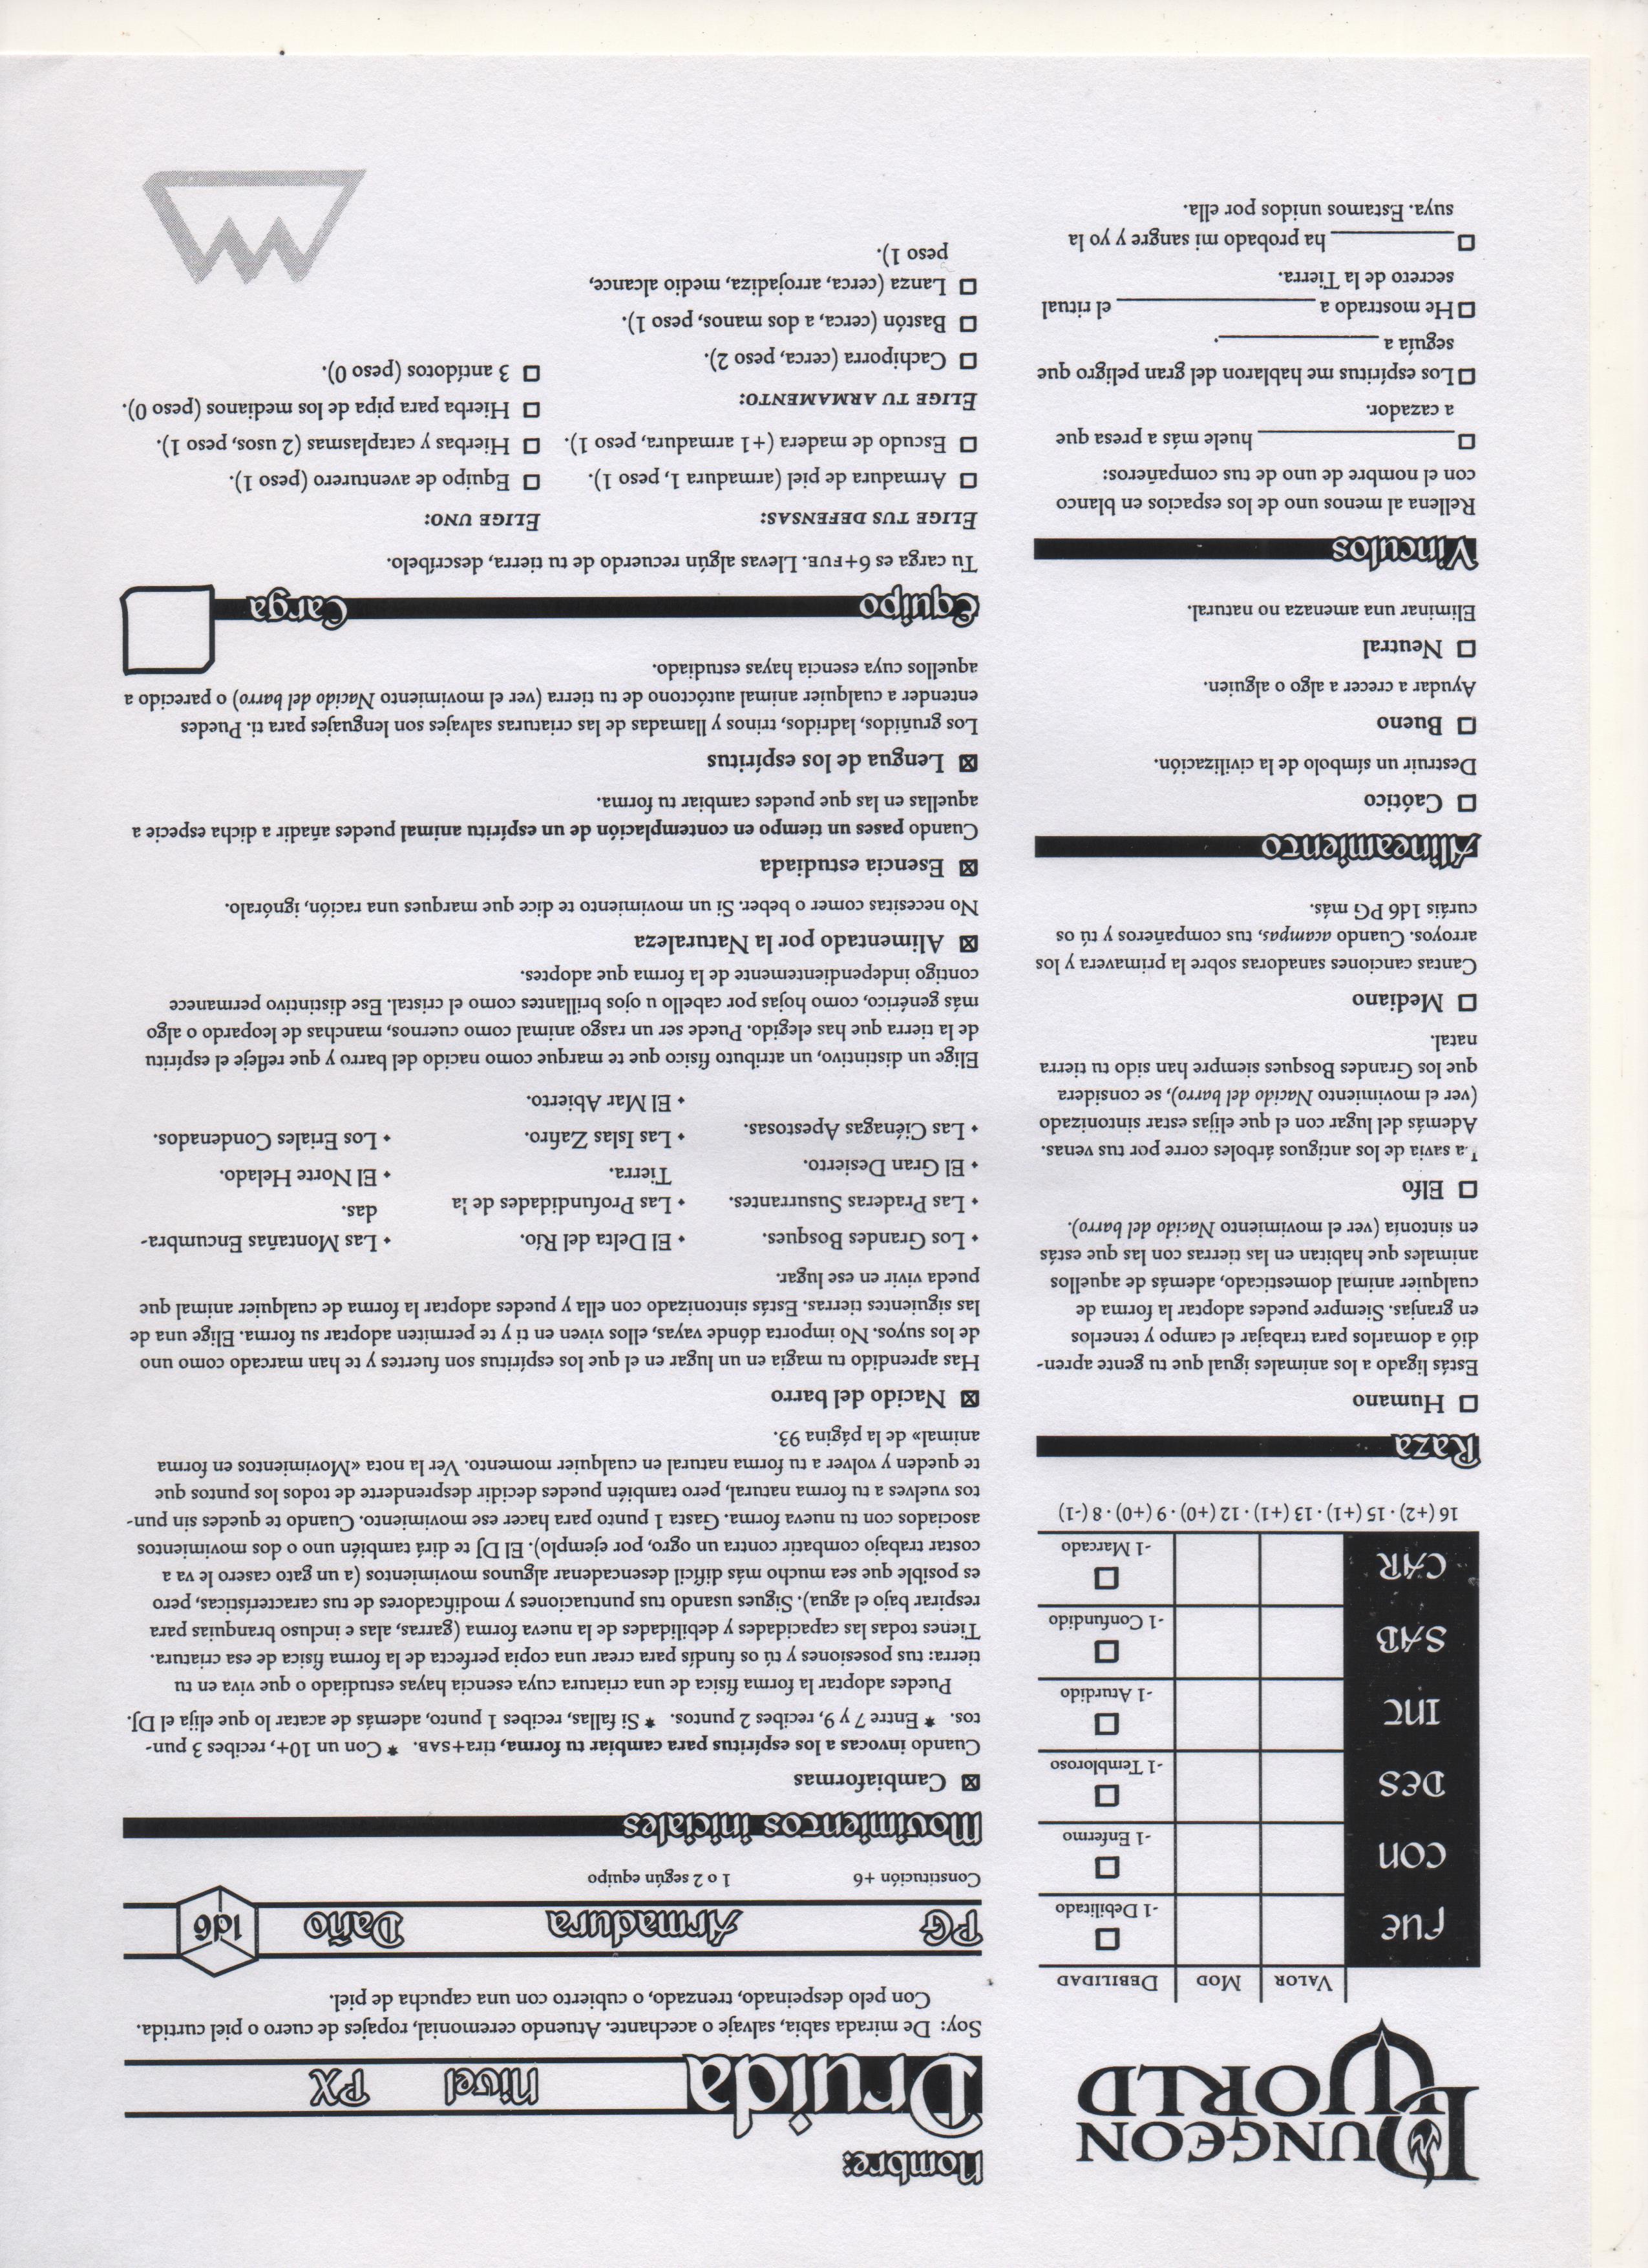 DUNGEON
WORLD
VALOR MOD DEBILIDAD
FUE
-1 Debilitado
CON
-1 Enfermo
DES
-1 Tembloroso
INT
-1 Aturdido
SAB
-1 Confundido
CAR
-1 Marcado
16 (+2) · 15 (+1) · 13 (+1) · 12 (+0) · 9 (+0) · 8 (-1)
Raza
Humano
Estás ligado a los animales igual que tu gente apren-
dió a domarlos para trabajar el campo y tenerlos
en granjas. Siempre puedes adoptar la forma de
cualquier animal domesticado, además de aquellos
animales que habitan en las tierras con las que estás
en sintonía (ver el movimiento Nacido del barro).
Elfo
La savia de los antiguos árboles corre por tus venas.
Además del lugar con el que elijas estar sintonizado
(ver el movimiento Nacido del barro), se considera
que los Grandes Bosques siempre han sido tu tierra
natal.
Mediano
Cantas canciones sanadoras sobre la primavera y los
arroyos. Cuando acampas, tus compañeros y tú os
curáis 1d6 PG más.
Alineamiento
Caótico
Destruir un símbolo de la civilización.
Bueno
Ayudar a crecer a algo o alguien.
Neutral
Eliminar una amenaza no natural.
Vínculos
Rellena al menos uno de los espacios en blanco
con el nombre de uno de tus compañeros:
_________________ huele más a presa que
a cazador.
Los espíritus me hablaron del gran peligro que
seguía a ______________.
He mostrado a _________________ el ritual
secreto de la Tierra.
___________ ha probado mi sangre y yo la
suya. Estamos unidos por ella.
Nombre:
Druida Nivel PX
Soy: De mirada sabia, salvaje o acechante. Atuendo ceremonial, ropajes de cuero o piel curtida.
Con pelo despeinado, trenzado, o cubierto con una capucha de piel.
PG Armadura Daño 1d6
Constitución +6 1 o 2 según equipo
Movimientos iniciales
Cambiaformas
Cuando invocas a los espíritus para cambiar tu forma, tira+SAB. * Con un 10+, recibes 3 pun-
tos. * Entre 7 y 9, recibes 2 puntos. * Si fallas, recibes 1 punto, además de acatar lo que elija el DJ.
Puedes adoptar la forma física de una criatura cuya esencia hayas estudiado o que viva en tu
tierra: tus posesiones y tú os fundís para crear una copia perfecta de la forma física de esa criatura.
Tienes todas las capacidades y debilidades de la nueva forma (garras, alas e incluso branquias para
respirar bajo el agua). Sigues usando tus puntuaciones y modificadores de tus características, pero
es posible que sea mucho más difícil desencadenar algunos movimientos (a un gato casero le va a
costar trabajo combatir contra un ogro, por ejemplo). El DJ te dirá también uno o dos movimientos
asociados con tu nueva forma. Gasta 1 punto para hacer ese movimiento. Cuando te quedes sin pun-
tos vuelves a tu forma natural, pero también puedes decidir desprenderte de todos los puntos que
te queden y volver a tu forma natural en cualquier momento. Ver la nota «Movimientos en forma
animal» de la página 93.
Nacido del barro
Has aprendido tu magia en un lugar en el que los espíritus son fuertes y te han marcado como uno
de los suyos. No importa dónde vayas, ellos viven en ti y te permiten adoptar su forma. Elige una de
las siguientes tierras. Estás sintonizado con ella y puedes adoptar la forma de cualquier animal que
pueda vivir en ese lugar.
• Los Grandes Bosques.
• Las Praderas Susurrantes.
• El Gran Desierto.
• Las Ciénagas Apestosas.
• El Delta del Río.
• Las Profundidades de la
Tierra.
• Las Islas Zafiro.
• El Mar Abierto.
• Las Montañas Encumbra-
das.
• El Norte Helado.
• Los Eriales Condenados.
Elige un distintivo, un atributo físico que te marque como nacido del barro y que refleje el espíritu
de la tierra que has elegido. Puede ser un rasgo animal como cuernos, manchas de leopardo o algo
más genérico, como hojas por cabello u ojos brillantes como el cristal. Ese distintivo permanece
contigo independientemente de la forma que adoptes.
Alimentado por la Naturaleza
No necesitas comer o beber. Si un movimiento te dice que marques una ración, ignóralo.
Esencia estudiada
Cuando pases un tiempo en contemplación de un espíritu animal puedes añadir a dicha especie a
aquellas en las que puedes cambiar tu forma.
Lengua de los espíritus
Los gruñidos, ladridos, trinos y llamadas de las criaturas salvajes son lenguajes para ti. Puedes
entender a cualquier animal autóctono de tu tierra (ver el movimiento Nacido del barro) o parecido a
aquellos cuya esencia hayas estudiado.
Equipo Carga
Tu carga es 6+FUE. Llevas algún recuerdo de tu tierra, descríbelo.
ELIGE TUS DEFENSAS:
Armadura de piel (armadura 1, peso 1).
Escudo de madera (+1 armadura, peso 1).
ELIGE TU ARMAMENTO:
Cachiporra (cerca, peso 2).
Bastón (cerca, a dos manos, peso 1).
Lanza (cerca, arrojadiza, medio alcance,
peso 1).
ELIGE UNO:
Equipo de aventurero (peso 1).
Hierbas y cataplasmas (2 usos, peso 1).
Hierba para pipa de los medianos (peso 0).
3 antídotos (peso 0).